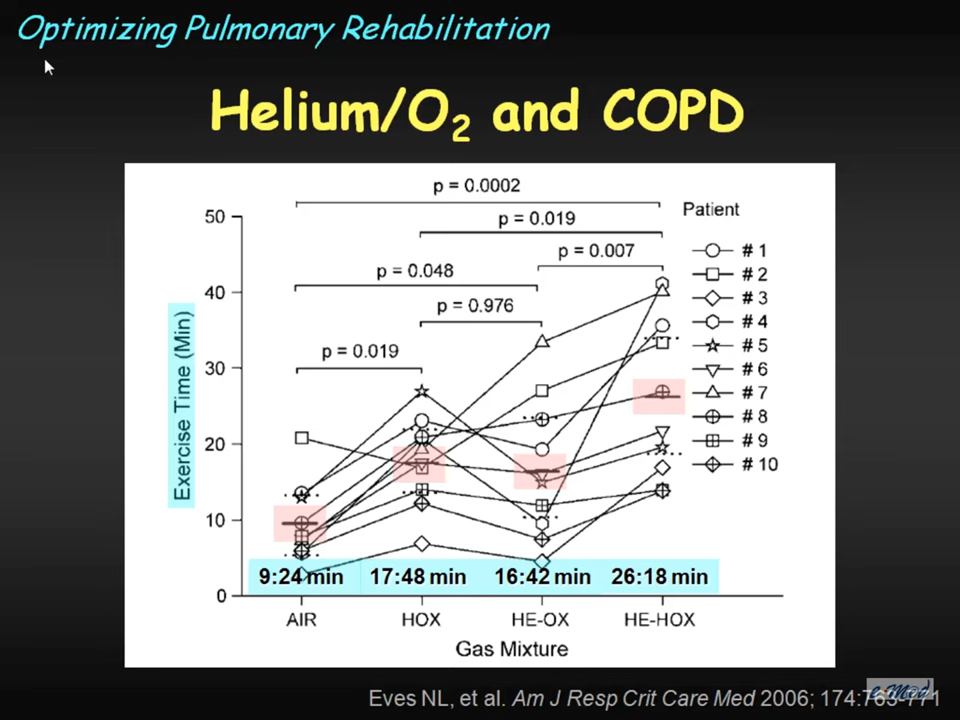 Optimizing Pulmonary Rehabilitation
Helium/O2 and COPD
p = 0.0002
Patient
p = 0.019
p = 0.007
p = 0.048
p = 0.976
p = 0.019
50
40
30
20
10
0
Exercise Time (Min)
# 1
# 2
# 3
# 4
# 5
# 6
# 7
# 8
# 9
# 10
9:24 min 17:48 min 16:42 min 26:18 min
AIR HOX HE-OX HE-HOX
Gas Mixture
Eves NL, et al. Am J Resp Crit Care Med 2006; 174:763-771